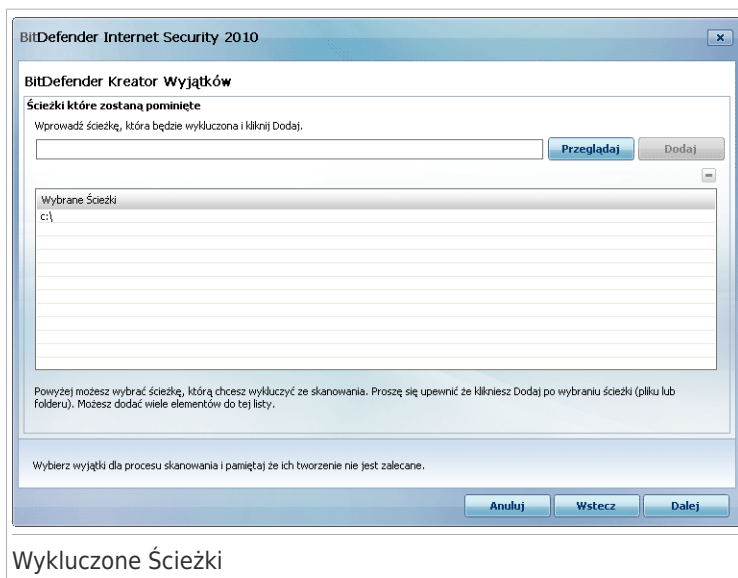 BitDefender Internet Security 2010
BitDefender Kreator Wyjątków
Ścieżki które zostaną pominięte
Wprowadź ścieżkę, która będzie wykluczona i kliknij Dodaj.
Przeglądaj
Dodaj
Wybrane Ścieżki
c:\
Powyżej możesz wybrać ścieżkę, którą chcesz wykluczyć ze skanowania. Proszę się upewnić że klikniesz Dodaj po wybraniu ścieżki (pliku lub
folderu). Możesz dodać wiele elementów do tej listy.
Wybierz wyjątki dla procesu skanowania i pamiętaj że ich tworzenie nie jest zalecane.
Anuluj
Wstecz
Dalej
Wykluczone Ścieżki